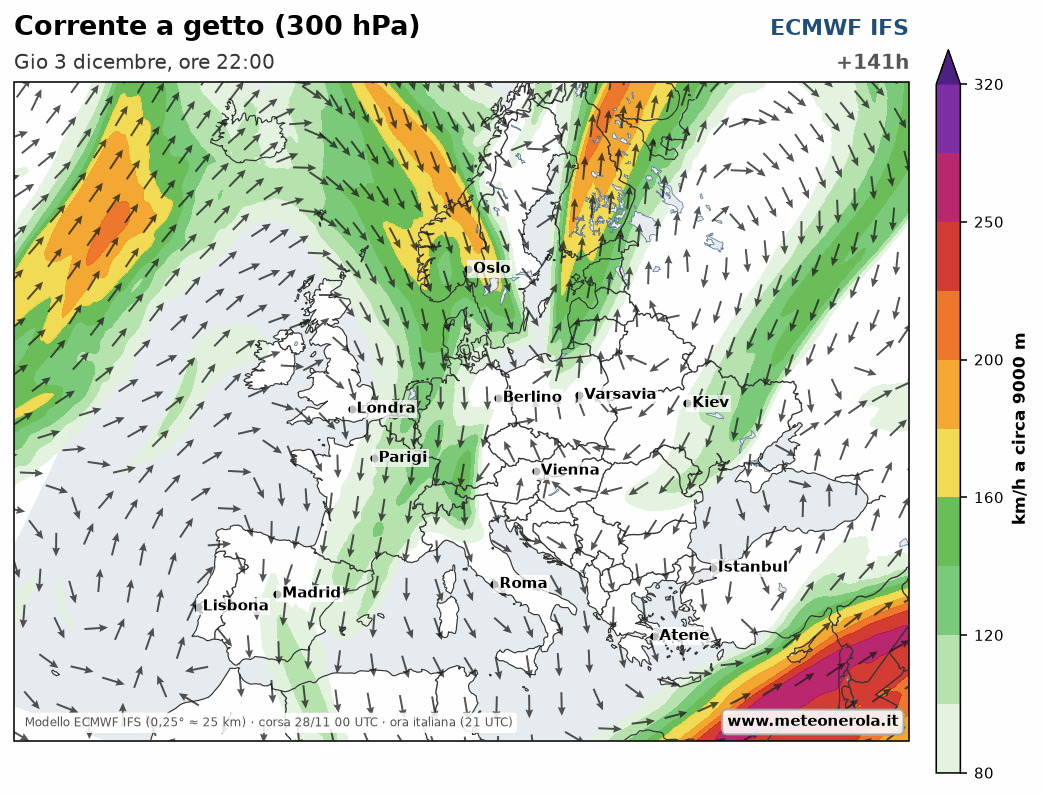 Corrente a getto (300 hPa)
ECMWF IFS
Gio 3 dicembre, ore 22:00
+141h
320
250
200
160
120
80
km/h a circa 9000 m
Oslo
Londra
Berlino
Varsavia
Kiev
Parigi
Vienna
Roma
Istanbul
Madrid
Lisbona
Atene
Modello ECMWF IFS (0,25° ≈ 25 km) · corsa 28/11 00 UTC · ora italiana (21 UTC)
www.meteonerola.it